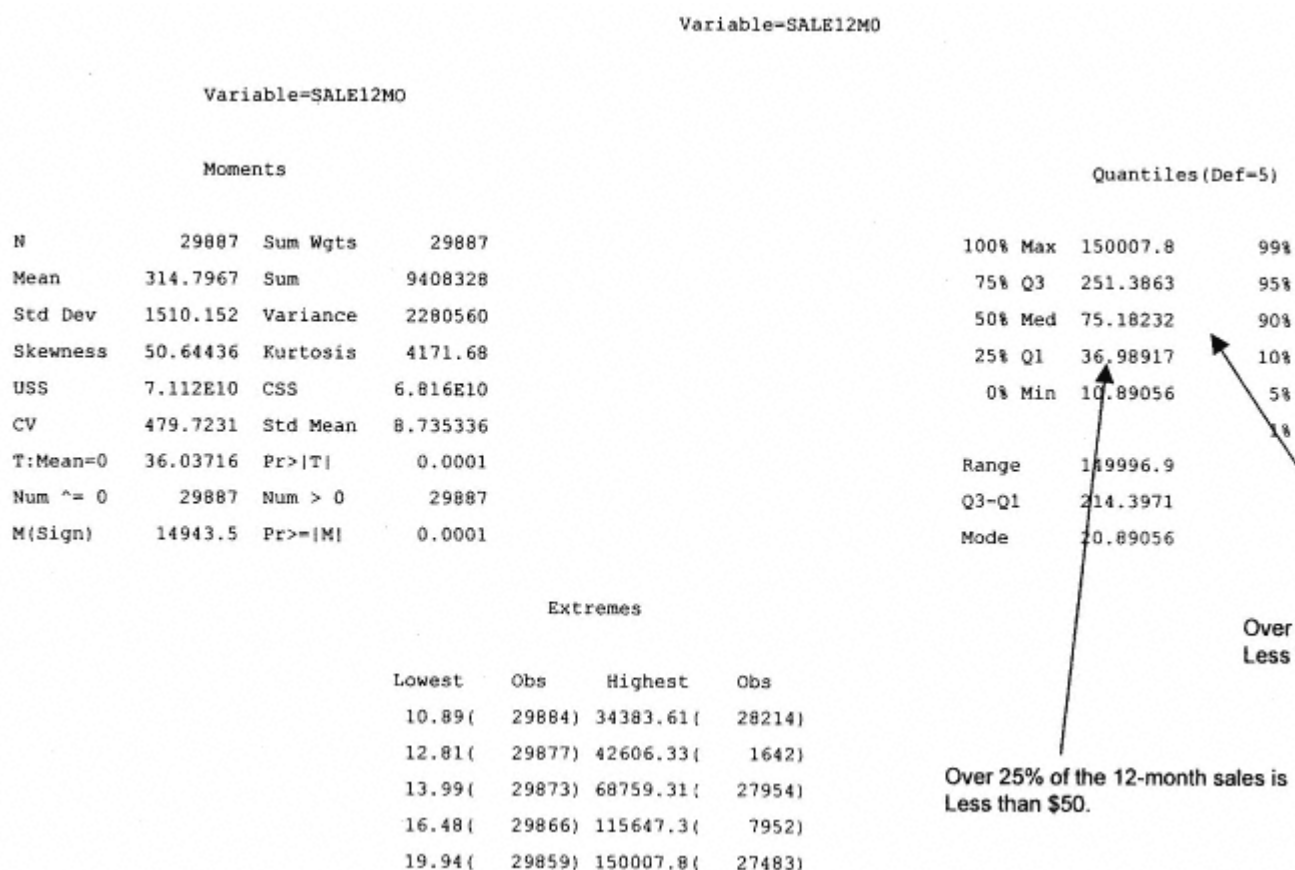 Variable=SALE12MO
Variable=SALE12MO
Moments
N 29887 Sum Wgts 29887
Mean 314.7967 Sum 9408328
Std Dev 1510.152 Variance 2280560
Skewness 50.64436 Kurtosis 4171.68
USS 7.112E10 CSS 6.816E10
CV 479.7231 Std Mean 8.735336
T:Mean=0 36.03716 Pr>|T| 0.0001
Num ^= 0 29887 Num > 0 29887
M(Sign) 14943.5 Pr>=|M| 0.0001
Quantiles(Def=5)
100% Max 150007.8 99%
75% Q3 251.3863 95%
50% Med 75.18232 90%
25% Q1 36.98917 10%
0% Min 10.89056 5%
1%
Range 149996.9
Q3-Q1 214.3971
Mode 20.89056
Extremes
Lowest Obs Highest Obs
10.89( 29884) 34383.61( 28214)
12.81( 29877) 42606.33( 1642)
13.99( 29873) 68759.31( 27954)
16.48( 29866) 115647.3( 7952)
19.94( 29859) 150007.8( 27483)
Over
Less
Over 25% of the 12-month sales is
Less than $50.